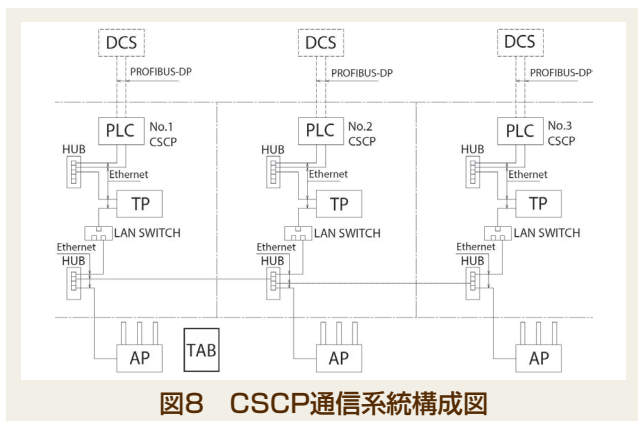 DCS DCS DCS
PROFIBUS-DP PROFIBUS-DP PROFIBUS-DP
PLC No.1 CSCP PLC No.2 CSCP PLC No.3 CSCP
HUB HUB HUB
Ethernet Ethernet Ethernet
TP TP TP
LAN SWITCH LAN SWITCH LAN SWITCH
Ethernet Ethernet Ethernet
HUB HUB HUB
AP TAB AP AP
図8 CSCP通信系統構成図